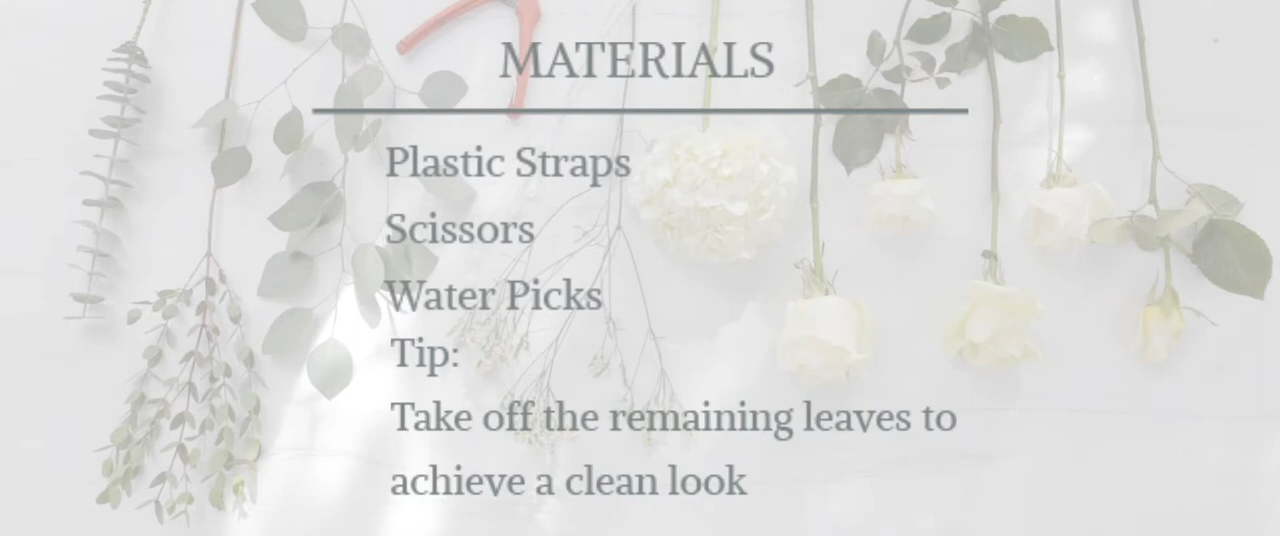 MATERIALS
Plastic Straps
Scissors
Water Picks
Tip:
Take off the remaining leaves to
achieve a clean look